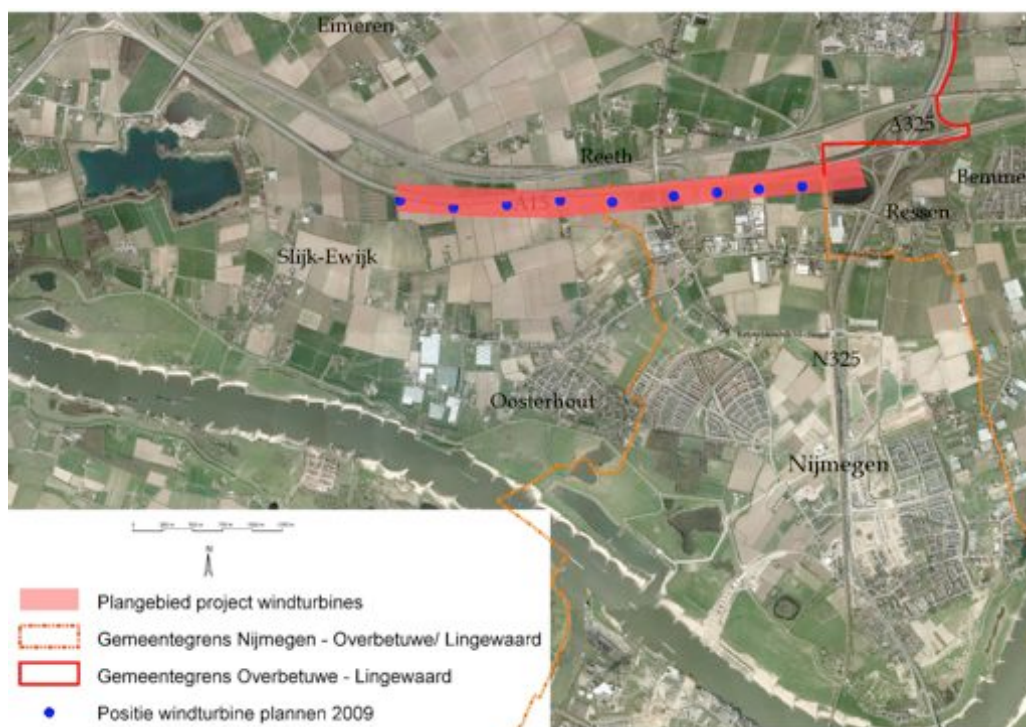 Eimeren
A325
Reeth
Bemme
A15
Ressen
Slijk-Ewijk
N325
Oosterhout
Nijmegen
N
Plangebied project windturbines
Gemeentegrens Nijmegen - Overbetuwe/ Lingewaard
Gemeentegrens Overbetuwe - Lingewaard
Positie windturbine plannen 2009